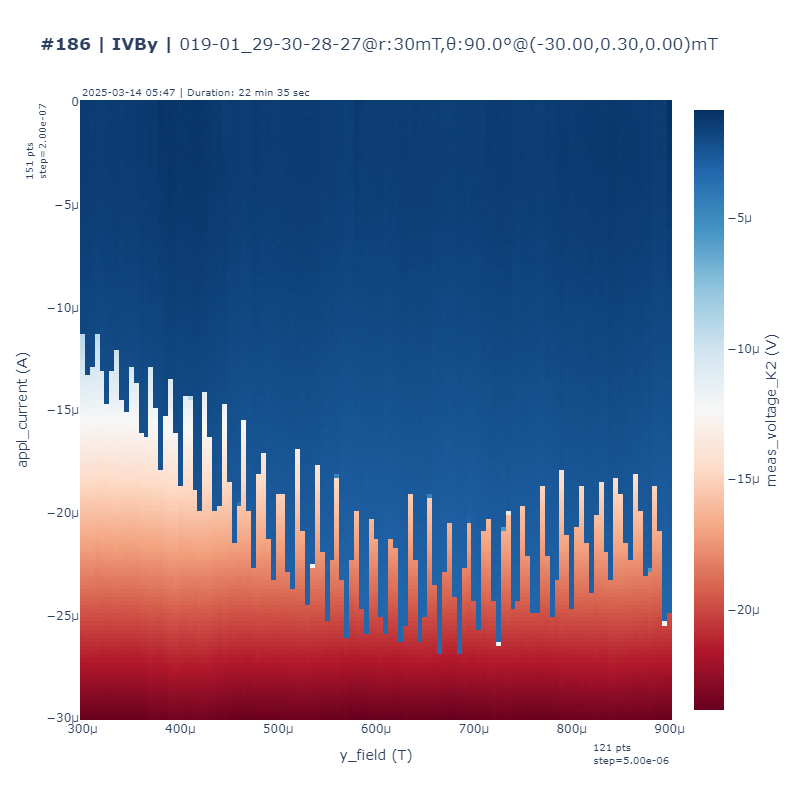 #186 | IVBy | 019-01_29-30-28-27@r:30mT,θ:90.0°@(-30.00,0.30,0.00)mT
2025-03-14 05:47 | Duration: 22 min 35 sec
151 pts
step=2.00e-07
0
−5μ
−10μ
−15μ
−20μ
−25μ
−30μ
appl_current (A)
300μ
400μ
500μ
600μ
700μ
800μ
900μ
y_field (T)
121 pts
step=5.00e-06
−5μ
−10μ
−15μ
−20μ
meas_voltage_K2 (V)